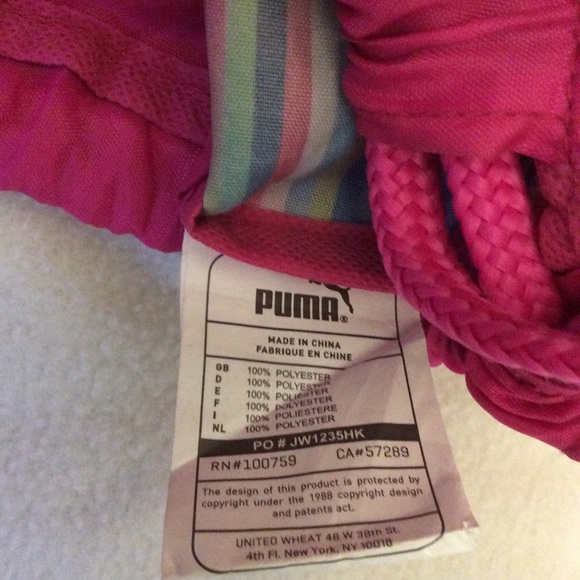 PUMA®
MADE IN CHINA
FABRIQUE EN CHINE
GB 100% POLYESTER
D 100% POLYESTER
E 100% POLIESTER
F 100% POLYESTER
I 100% POLIESTERE
NL 100% POLYESTER
PO # JW1235HK
RN#100759 CA#57289
The design of this product is protected by
copyright under the 1988 copyright design
and patents act.
UNITED WHEAT 48 W 38th St.
4th Fl. New York, NY 10018